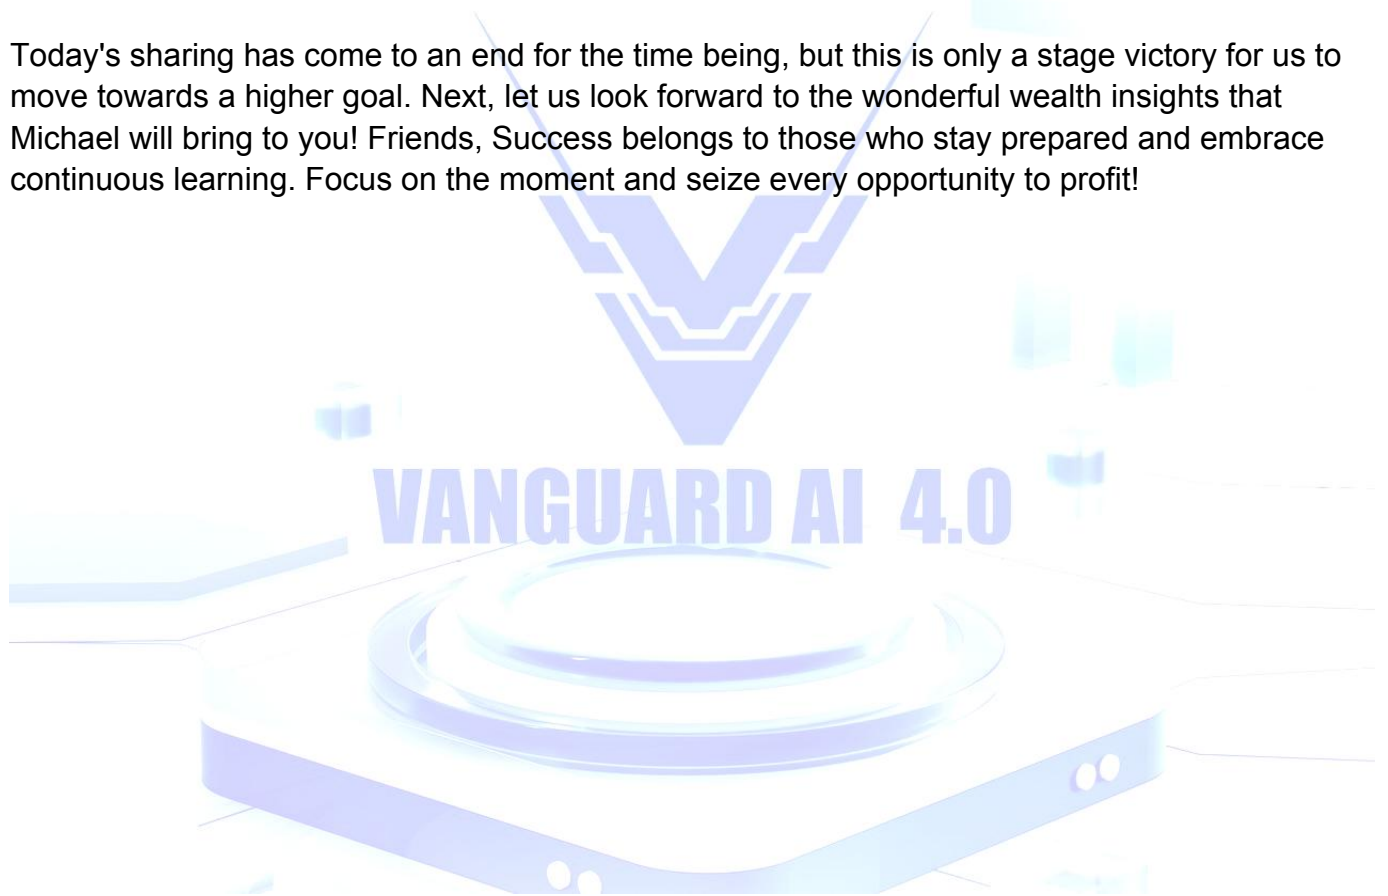 Today's sharing has come to an end for the time being, but this is only a stage victory for us to
move towards a higher goal. Next, let us look forward to the wonderful wealth insights that
Michael will bring to you! Friends, Success belongs to those who stay prepared and embrace
continuous learning. Focus on the moment and seize every opportunity to profit!
VANGUARD AI 4.0